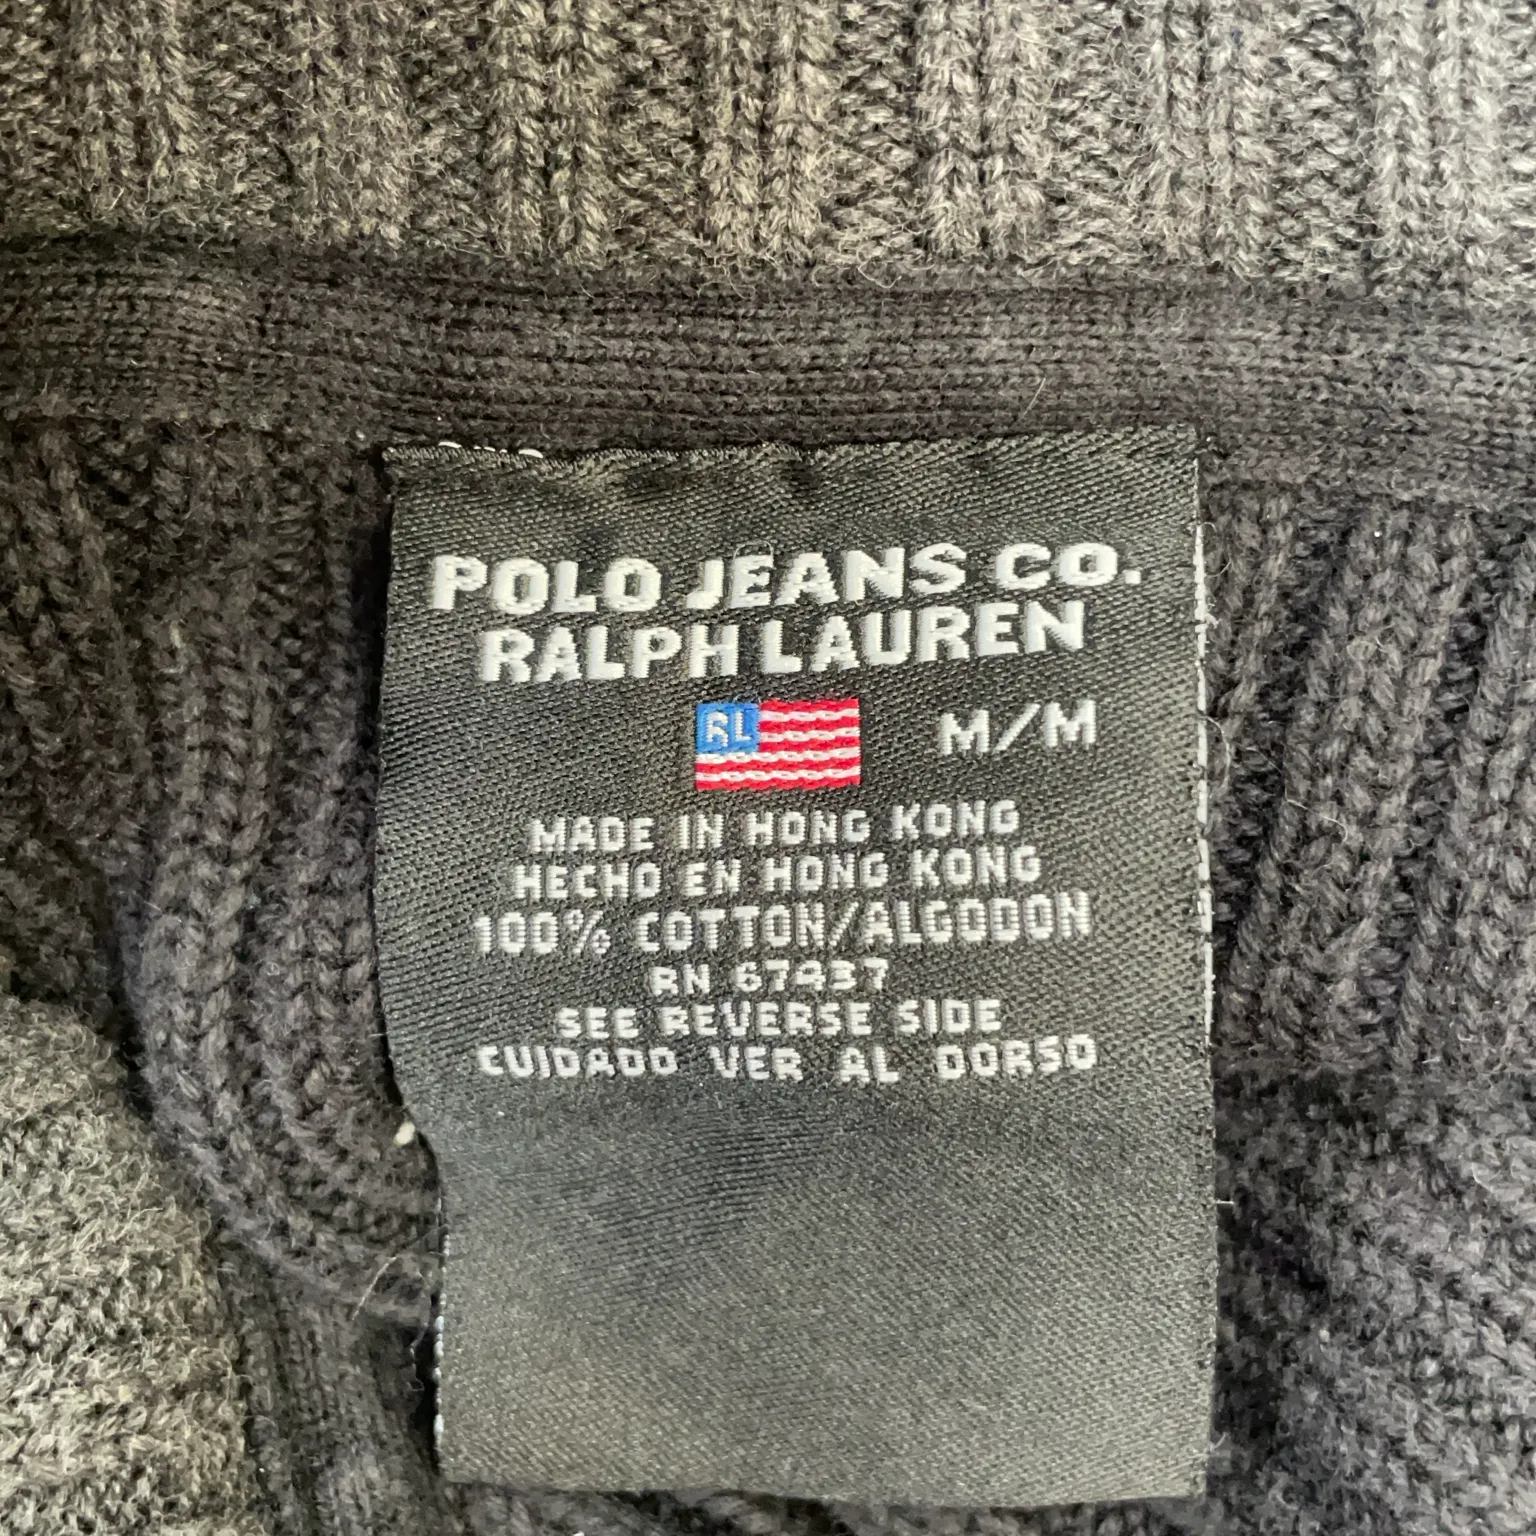 POLO JEANS CO.
RALPH LAUREN
RL
M/M
MADE IN HONG KONG
HECHO EN HONG KONG
100% COTTON/ALGODON
RN 67437
SEE REVERSE SIDE
CUIDADO VER AL DORSO